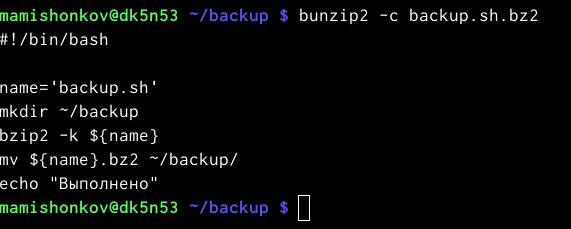 mamishonkov@dk5n53 ~/backup $ bunzip2 -c backup.sh.bz2
#!/bin/bash
name='backup.sh'
mkdir ~/backup
bzip2 -k ${name}
mv ${name}.bz2 ~/backup/
echo "Выполнено"
mamishonkov@dk5n53 ~/backup $